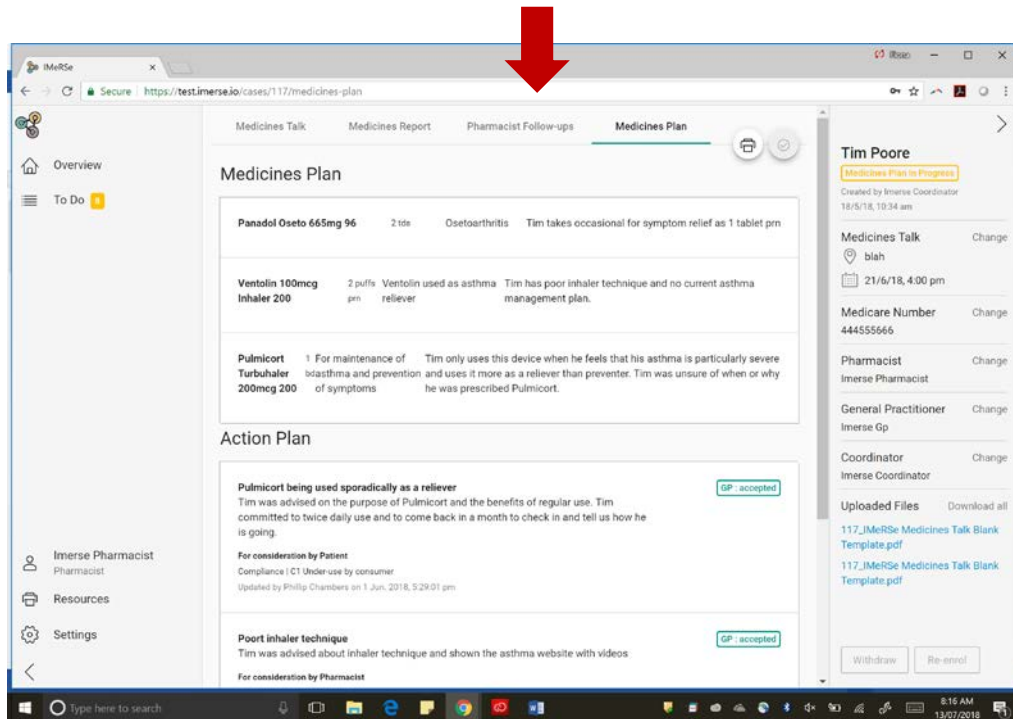 IMeRSe
Secure | https://test.imerse.io/cases/117/medicines-plan
Overview
To Do
Imerse Pharmacist
Pharmacist
Resources
Settings
Medicines Talk Medicines Report Pharmacist Follow-ups Medicines Plan
Medicines Plan
Panadol Oseto 665mg 96 2 tds Osetoarthritis Tim takes occasional for symptom relief as 1 tablet prn
Ventolin 100mcg 2 puffs Ventolin used as asthma Tim has poor inhaler technique and no current asthma
Inhaler 200 prn reliever management plan.
Pulmicort 1 For maintenance of Tim only uses this device when he feels that his asthma is particularly severe
Turbuhaler bd asthma and prevention and uses it more as a reliever than preventer. Tim was unsure of when or why
200mcg 200 of symptoms he was prescribed Pulmicort.
Action Plan
Pulmicort being used sporadically as a reliever GP : accepted
Tim was advised on the purpose of Pulmicort and the benefits of regular use. Tim
committed to twice daily use and to come back in a month to check in and tell us how he
is going.
For consideration by Patient
Compliance | C1 Under-use by consumer
Updated by Phillip Chambers on 1 Jun, 2018, 5:29:01 pm
Poort inhaler technique GP : accepted
Tim was advised about inhaler technique and shown the asthma website with videos
For consideration by Pharmacist
Tim Poore
Medicines Plan In Progress
Created by Imerse Coordinator
18/5/18, 10:34 am
Medicines Talk Change
blah
21/6/18, 4:00 pm
Medicare Number Change
444555666
Pharmacist Change
Imerse Pharmacist
General Practitioner Change
Imerse Gp
Coordinator Change
Imerse Coordinator
Uploaded Files Download all
117_IMeRSe Medicines Talk Blank
Template.pdf
117_IMeRSe Medicines Talk Blank
Template.pdf
Withdraw Re-enrol
Type here to search
8:16 AM
13/07/2018